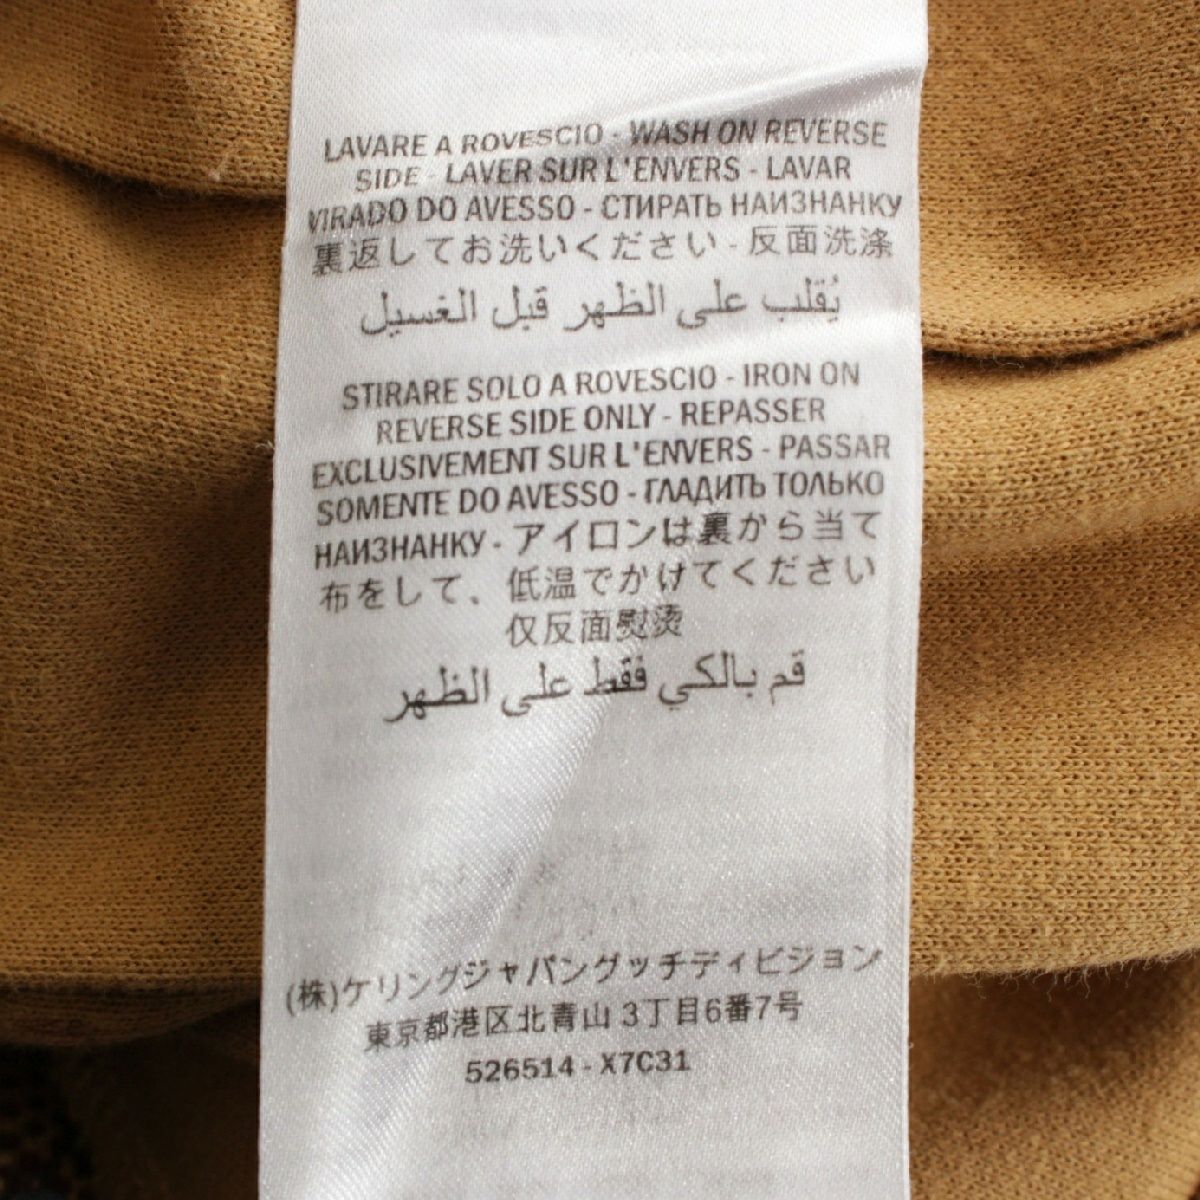 LAVARE A ROVESCIO - WASH ON REVERSE
SIDE - LAVER SUR L'ENVERS - LAVAR
VIRADO DO AVESSO - СТИРАТЬ НАИЗНАНКУ
裏返してお洗いください - 反面洗涤
يُقلب على الظهر قبل الغسيل
STIRARE SOLO A ROVESCIO - IRON ON
REVERSE SIDE ONLY - REPASSER
EXCLUSIVEMENT SUR L'ENVERS - PASSAR
SOMENTE DO AVESSO - ГЛАДИТЬ ТОЛЬКО
НАИЗНАНКУ - アイロンは裏から当て
布をして、低温でかけてください
仅反面熨烫
قم بالكي فقط على الظهر
(株)ケリングジャパングッチディビジョン
東京都港区北青山3丁目6番7号
526514 - X7C31